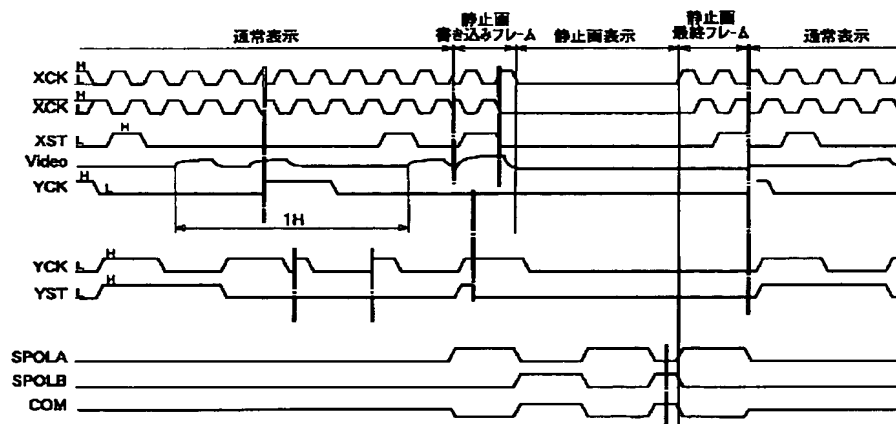 通常表示
静止画
書き込みフレーム
静止画表示
静止画
最終フレーム
通常表示
XCK H L
XCK H L
XST L H
Video
YCK H L
1H
YCK L H
YST L H
SPOLA
SPOLB
COM